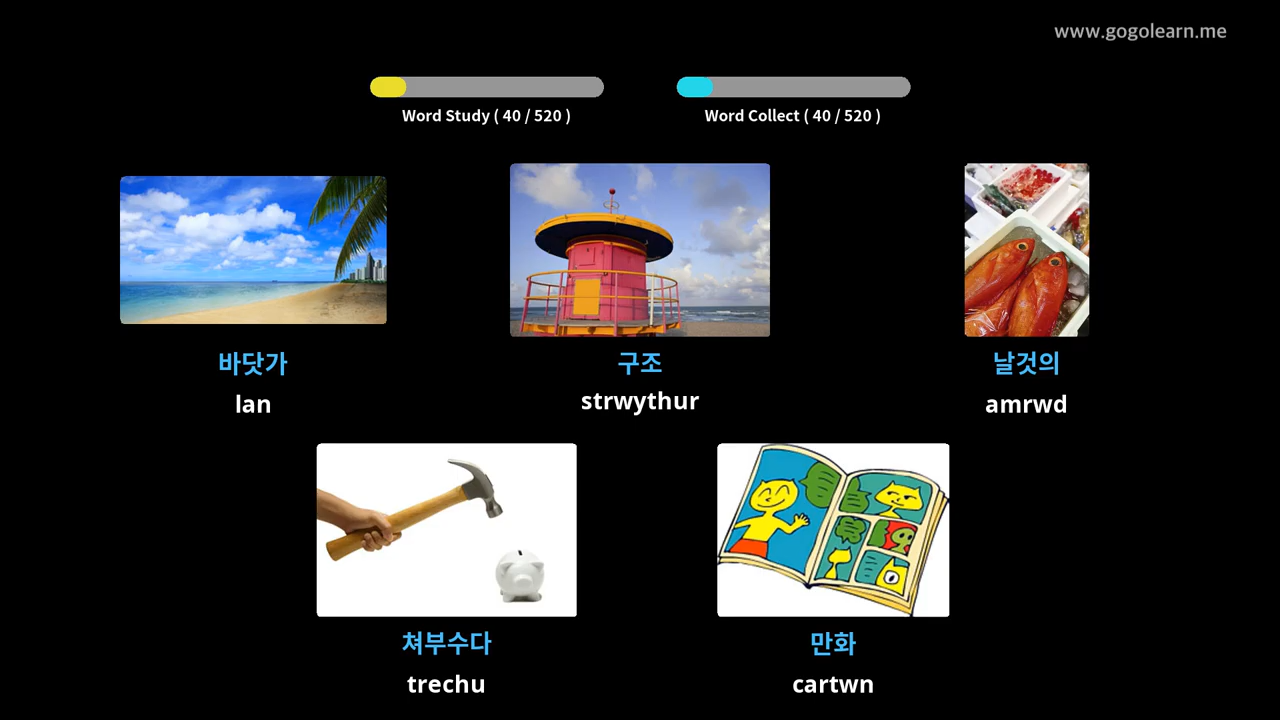 www.gogolearn.me
Word Study ( 40 / 520 )
Word Collect ( 40 / 520 )
바닷가
lan
구조
strwythur
날것의
amrwd
쳐부수다
trechu
만화
cartwn